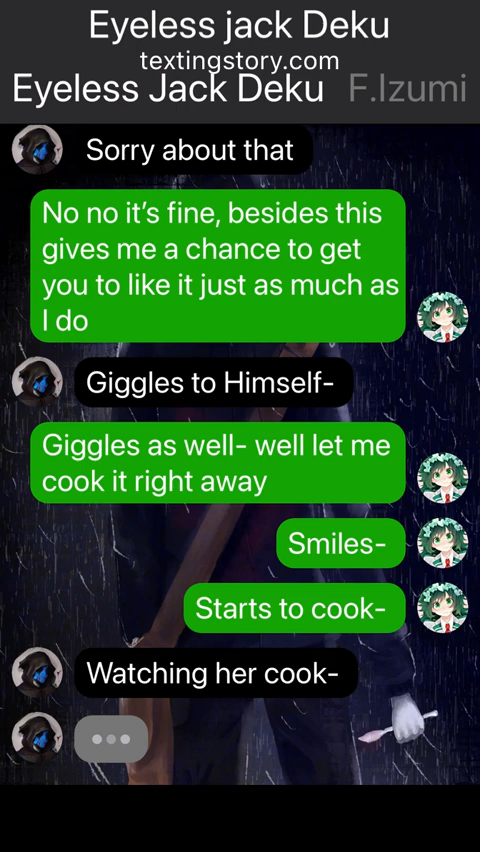 Eyeless jack Deku
textingstory.com
Eyeless Jack Deku F.Izumi
Sorry about that
No no it’s fine, besides this
gives me a chance to get
you to like it just as much as
I do
Giggles to Himself-
Giggles as well- well let me
cook it right away
Smiles-
Starts to cook-
Watching her cook-